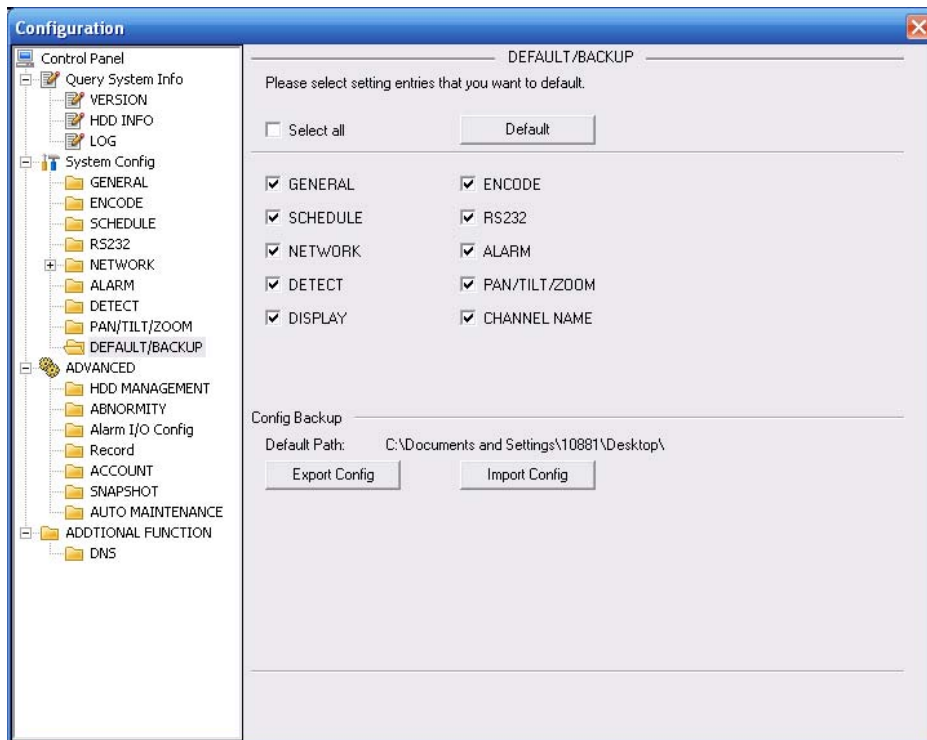 Configuration
Control Panel
Query System Info
VERSION
HDD INFO
LOG
System Config
GENERAL
ENCODE
SCHEDULE
RS232
NETWORK
ALARM
DETECT
PAN/TILT/ZOOM
DEFAULT/BACKUP
ADVANCED
HDD MANAGEMENT
ABNORMITY
Alarm I/O Config
Record
ACCOUNT
SNAPSHOT
AUTO MAINTENANCE
ADDTIONAL FUNCTION
DNS
DEFAULT/BACKUP
Please select setting entries that you want to default.
Select all Default
GENERAL ENCODE
SCHEDULE RS232
NETWORK ALARM
DETECT PAN/TILT/ZOOM
DISPLAY CHANNEL NAME
Config Backup
Default Path: C:\Documents and Settings\10881\Desktop\
Export Config Import Config